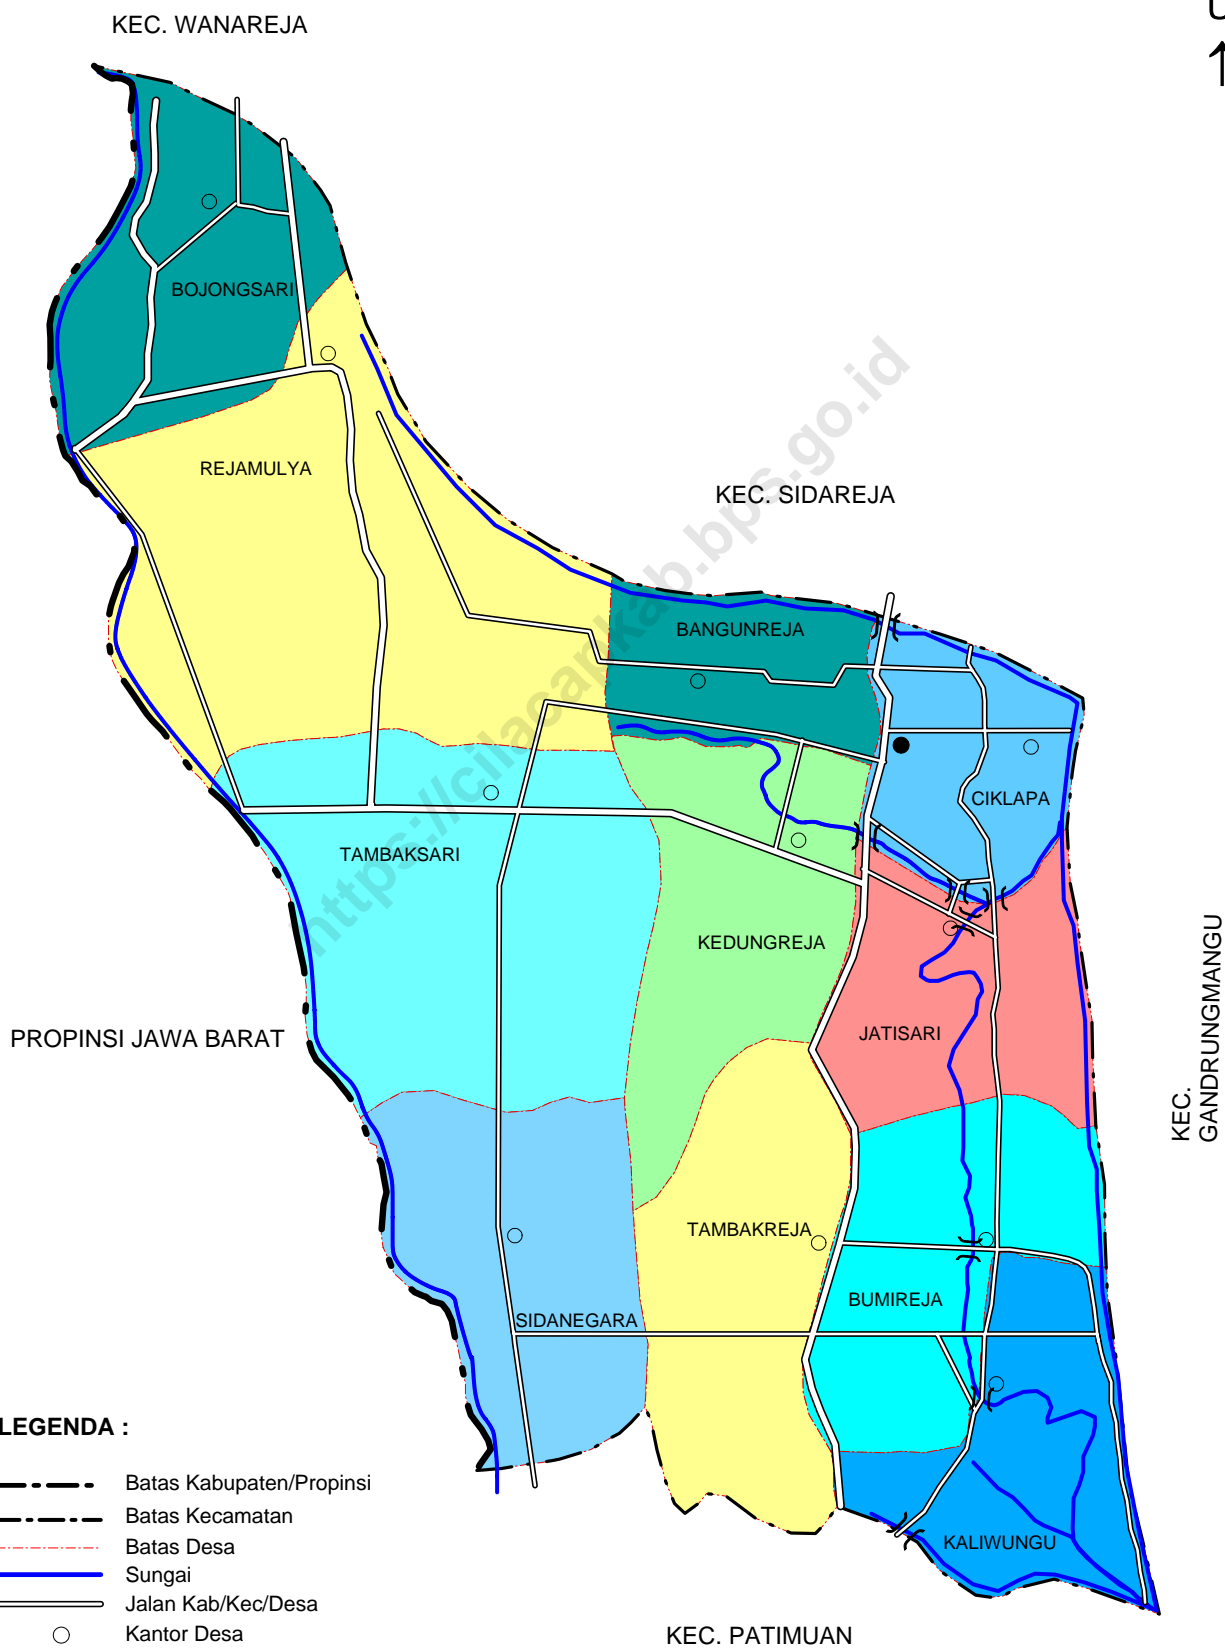 KEC. WANAREJA
BOJONGSARI
REJAMULYA
KEC. SIDAREJA
BANGUNREJA
CIKLAPA
TAMBAKSARI
KEDUNGREJA
JATISARI
PROPINSI JAWA BARAT
KEC.
GANDRUNGMANGU
TAMBAKREJA
BUMIREJA
SIDANEGARA
KALIWUNGU
KEC. PATIMUAN
https://cilacapkab.bps.go.id
LEGENDA :
Batas Kabupaten/Propinsi
Batas Kecamatan
Batas Desa
Sungai
Jalan Kab/Kec/Desa
Kantor Desa